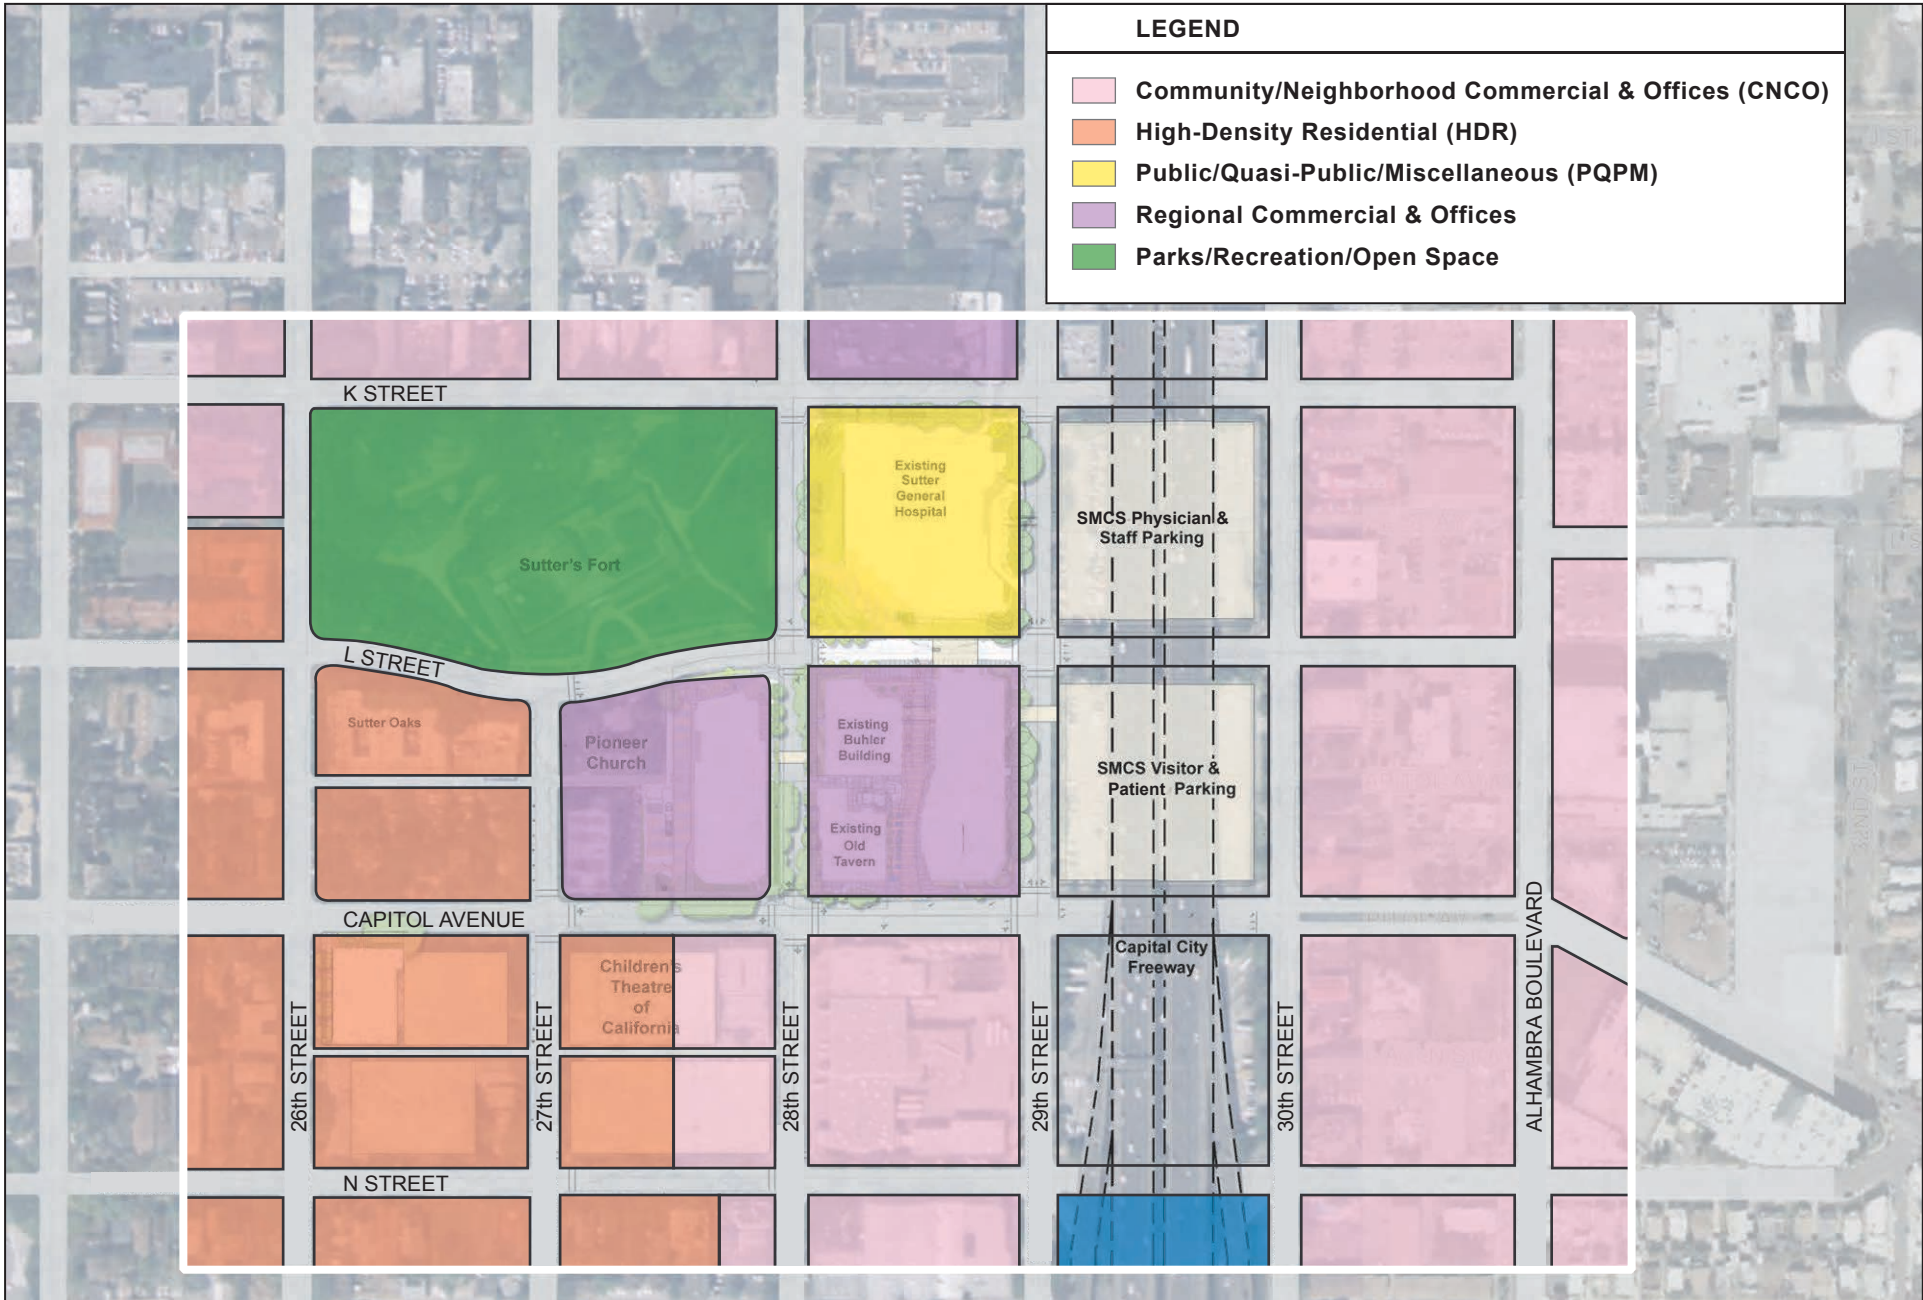 LEGEND
Community/Neighborhood Commercial & Offices (CNCO)
High-Density Residential (HDR)
Public/Quasi-Public/Miscellaneous (PQPM)
Regional Commercial & Offices
Parks/Recreation/Open Space
K STREET
Existing
Sutter
General
Hospital
SMCS Physician &
Staff Parking
Sutter's Fort
L STREET
Sutter Oaks
Pioneer
Church
Existing
Buhler
Building
SMCS Visitor &
Patient Parking
Existing
Old
Tavern
CAPITOL AVENUE
Capital City
Freeway
Children's
Theatre
of
California
26th STREET
27th STREET
28th STREET
29th STREET
30th STREET
ALHAMBRA BOULEVARD
N STREET